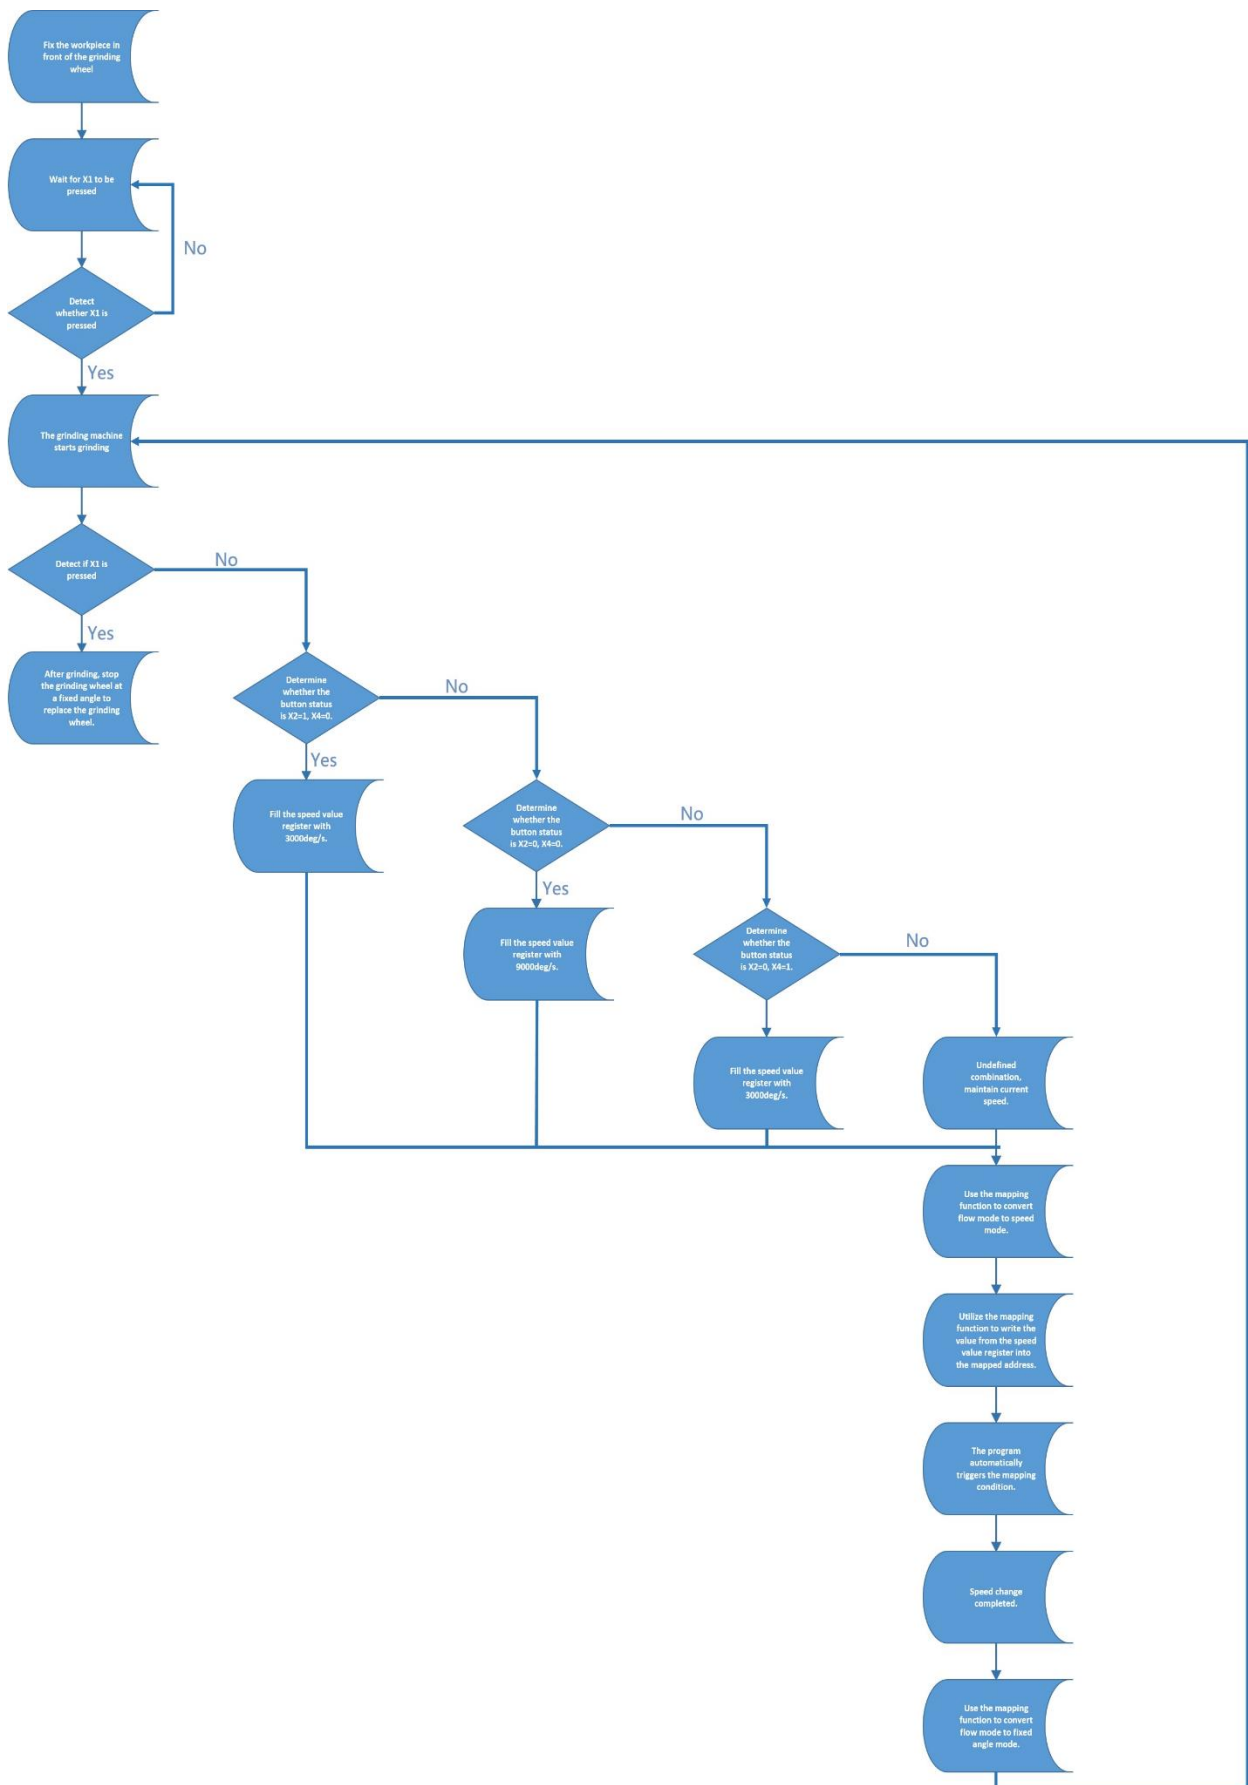 Fix the workpiece in
front of the grinding
wheel
Wait for X1 to be
pressed
No
Detect
whether X1 is
pressed
Yes
The grinding machine
starts grinding
Detect if X1 is
pressed
No
Yes
After grinding, stop
the grinding wheel at
a fixed angle to
replace the grinding
wheel.
Determine
whether the
button status
is X2=1, X4=0.
No
Yes
Fill the speed value
register with
3000deg/s.
Determine
whether the
button status
is X2=0, X4=0.
No
Yes
Fill the speed value
register with
9000deg/s.
Determine
whether the
button status
is X2=0, X4=1.
No
Fill the speed value
register with
3000deg/s.
Undefined
combination,
maintain current
speed.
Use the mapping
function to convert
flow mode to speed
mode.
Utilize the mapping
function to write the
value from the speed
value register into
the mapped address.
The program
automatically
triggers the mapping
condition.
Speed change
completed.
Use the mapping
function to convert
flow mode to fixed
angle mode.